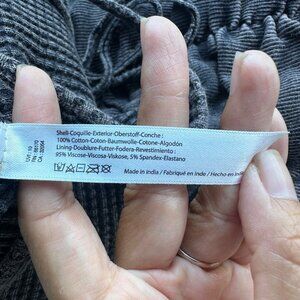 Shell-Coquille-Exterior-Oberstoff-Conche :
100% Cotton-Coton-Baumwolle-Cotone-Algodón
Lining-Doublure-Futter-Fodera-Revestimiento :
95% Viscose-Viscosa-Viskose, 5% Spandex-Elastano
Made in India / Fabriqué en Inde / Hecho en